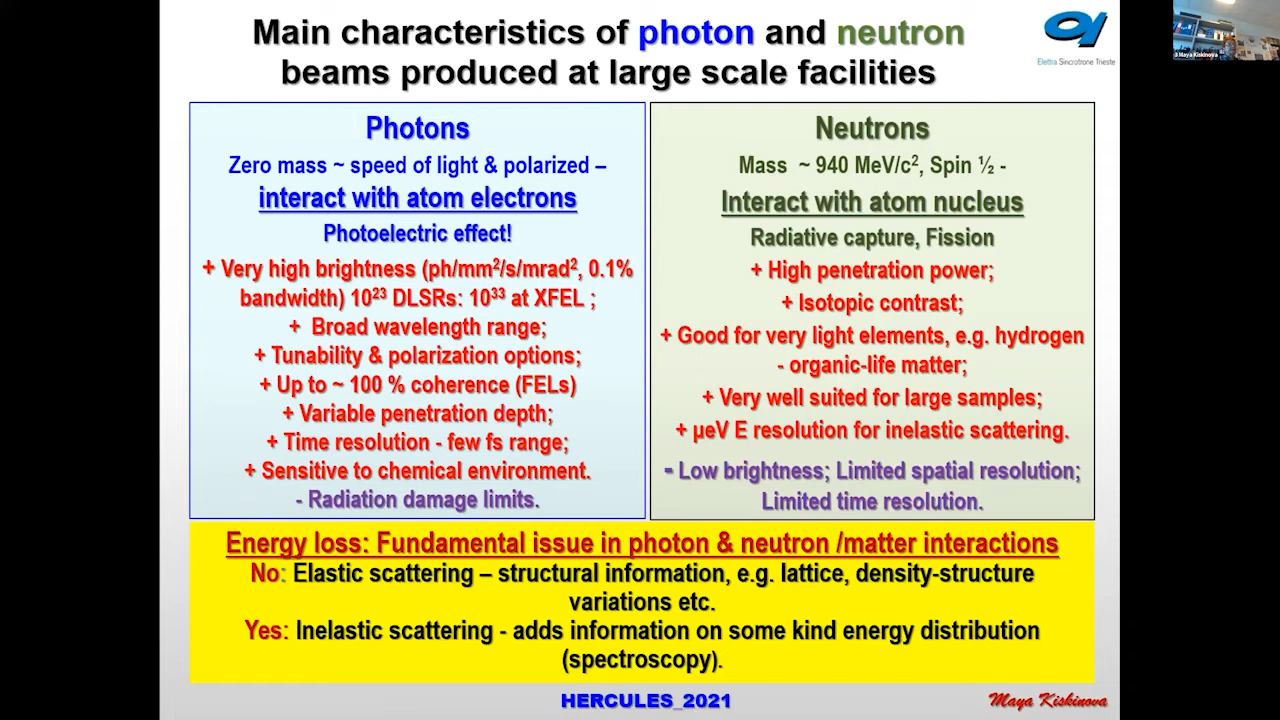 Main characteristics of photon and neutron
beams produced at large scale facilities
Elettra Sincrotrone Trieste
Maya Kiskinova
Photons
Zero mass ~ speed of light & polarized –
interact with atom electrons
Photoelectric effect!
+ Very high brightness (ph/mm²/s/mrad², 0.1%
bandwidth) 10²³ DLSRs: 10³³ at XFEL ;
+ Broad wavelength range;
+ Tunability & polarization options;
+ Up to ~ 100 % coherence (FELs)
+ Variable penetration depth;
+ Time resolution - few fs range;
+ Sensitive to chemical environment.
- Radiation damage limits.
Neutrons
Mass ~ 940 MeV/c², Spin ½ -
Interact with atom nucleus
Radiative capture, Fission
+ High penetration power;
+ Isotopic contrast;
+ Good for very light elements, e.g. hydrogen
- organic-life matter;
+ Very well suited for large samples;
+ µeV E resolution for inelastic scattering.
- Low brightness; Limited spatial resolution;
Limited time resolution.
Energy loss: Fundamental issue in photon & neutron /matter interactions
No: Elastic scattering – structural information, e.g. lattice, density-structure
variations etc.
Yes: Inelastic scattering - adds information on some kind energy distribution
(spectroscopy).
HERCULES_2021
Maya Kiskinova